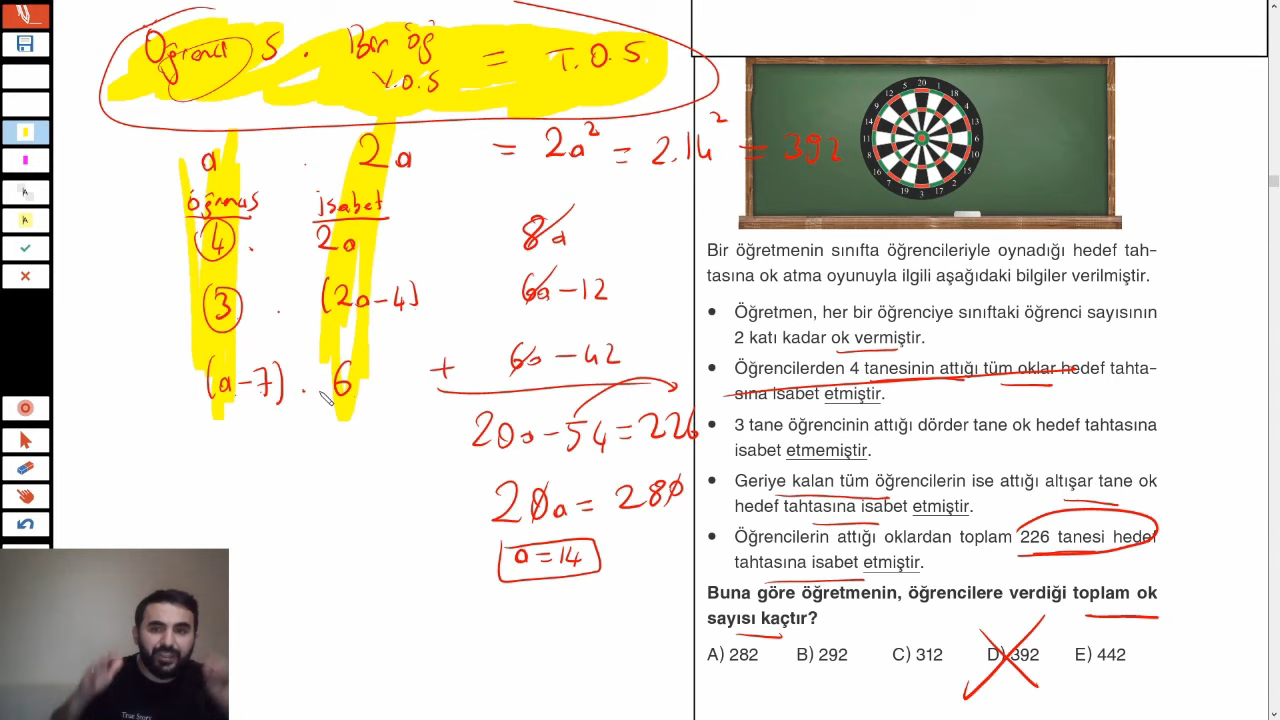 Öğrenci S . Bir öğ = T.O.S.
V.O.S
a . 2a = 2a² = 2.14² = 392
öğrnc s isabet
4 . 2a 8a
3 . (2a-4) 6a-12
(a-7) . 6 + 6a-42
20a-54=226
20a = 280
a=14
Bir öğretmenin sınıfta öğrencileriyle oynadığı hedef tah-
tasına ok atma oyunuyla ilgili aşağıdaki bilgiler verilmiştir.
• Öğretmen, her bir öğrenciye sınıftaki öğrenci sayısının
2 katı kadar ok vermiştir.
• Öğrencilerden 4 tanesinin attığı tüm oklar hedef tahta-
sına isabet etmiştir.
• 3 tane öğrencinin attığı dörder tane ok hedef tahtasına
isabet etmemiştir.
• Geriye kalan tüm öğrencilerin ise attığı altışar tane ok
hedef tahtasına isabet etmiştir.
• Öğrencilerin attığı oklardan toplam 226 tanesi hedef
tahtasına isabet etmiştir.
Buna göre öğretmenin, öğrencilere verdiği toplam ok
sayısı kaçtır?
A) 282 B) 292 C) 312 D) 392 E) 442
True Story